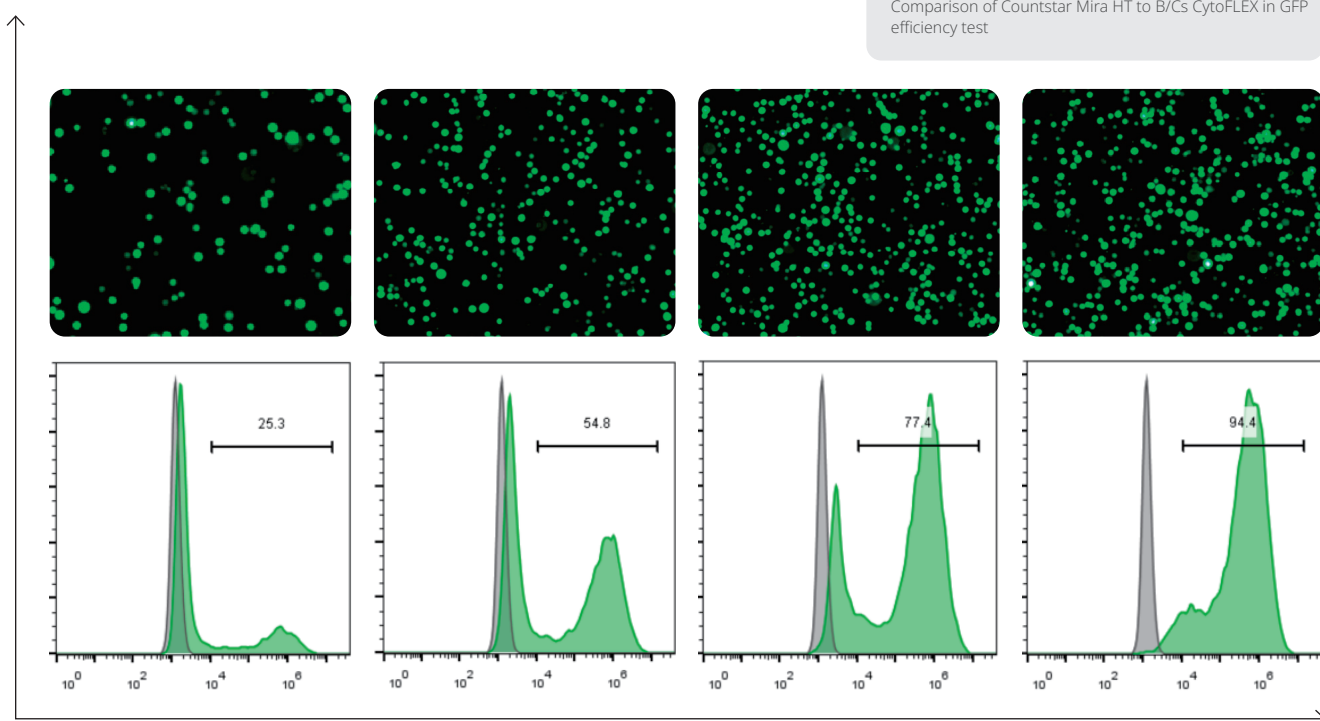 Comparison of Countstar Mira HT to B/Cs CytoFLEX in GFP
efficiency test
25.3
54.8
77.4
94.4
10^0 10^2 10^4 10^6
10^0 10^2 10^4 10^6
10^0 10^2 10^4 10^6
10^0 10^2 10^4 10^6